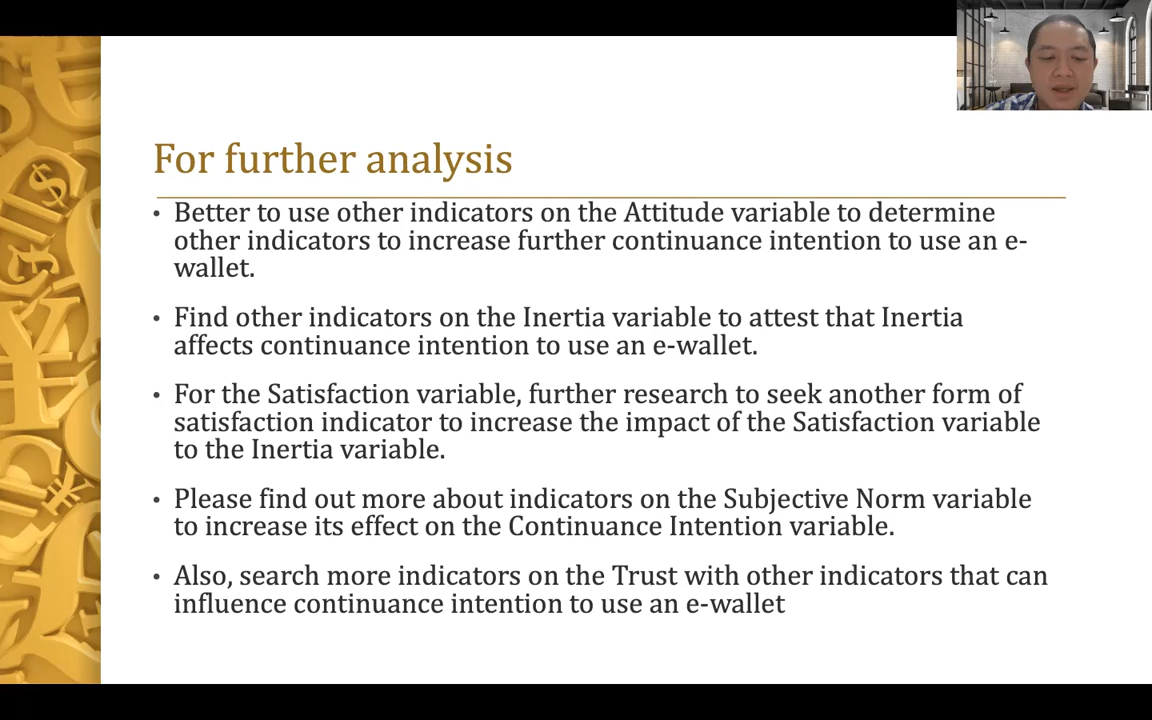 For further analysis
• Better to use other indicators on the Attitude variable to determine
other indicators to increase further continuance intention to use an e-
wallet.
• Find other indicators on the Inertia variable to attest that Inertia
affects continuance intention to use an e-wallet.
• For the Satisfaction variable, further research to seek another form of
satisfaction indicator to increase the impact of the Satisfaction variable
to the Inertia variable.
• Please find out more about indicators on the Subjective Norm variable
to increase its effect on the Continuance Intention variable.
• Also, search more indicators on the Trust with other indicators that can
influence continuance intention to use an e-wallet